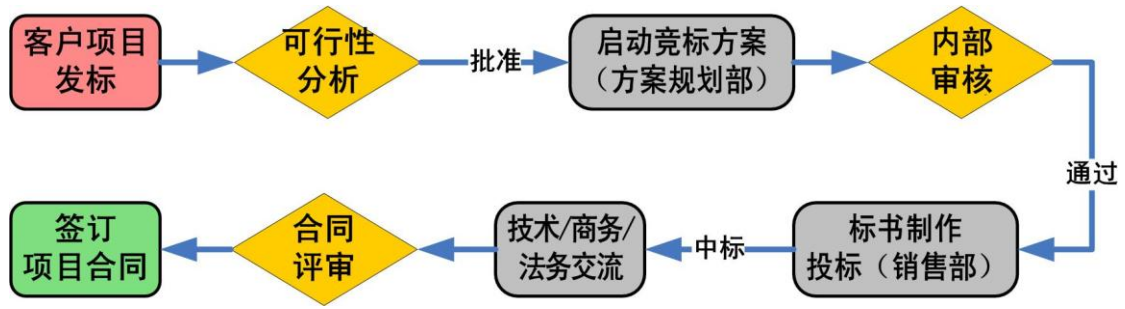 客户项目
发标
可行性
分析
批准
启动竞标方案
（方案规划部）
内部
审核
通过
标书制作
投标（销售部）
中标
技术/商务/
法务交流
合同
评审
签订
项目合同